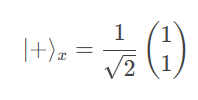 |+⟩ₓ = 1/√2 (1 1)